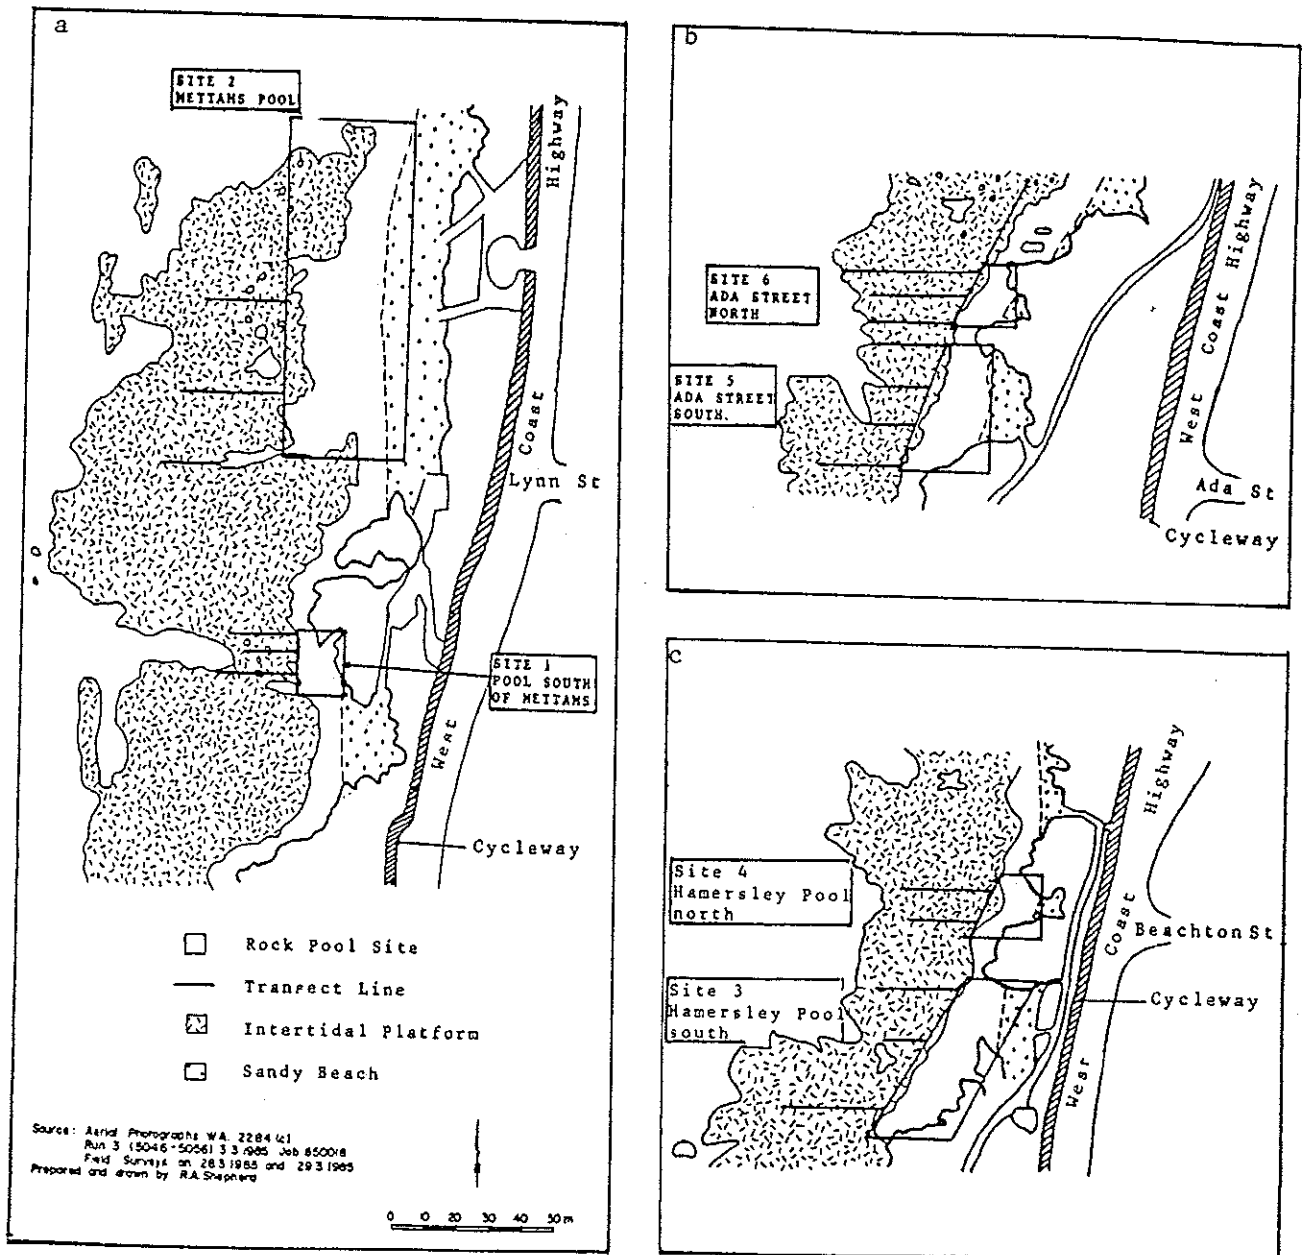 a
SITE 2
METTAMS POOL
Highway
Coast
Lynn St
SITE 1
POOL SOUTH
OF METTAMS
West
Cycleway
Rock Pool Site
Transect Line
Intertidal Platform
Sandy Beach
Source: Aerial Photographs WA. 2284 (c)
Run 3 (5046-5056) 3 3 1985 Job 850018
Field Surveys on 28 3 1985 and 29 3 1985
Prepared and drawn by R.A. Shepherd
0 10 20 30 40 50m
b
SITE 6
ADA STREET
NORTH
SITE 5
ADA STREET
SOUTH.
West Coast Highway
Ada St
Cycleway
c
Highway
Site 4
Hamersley Pool
north
Coast
Beachton St
Site 3
Hamersley Pool
south
Cycleway
West